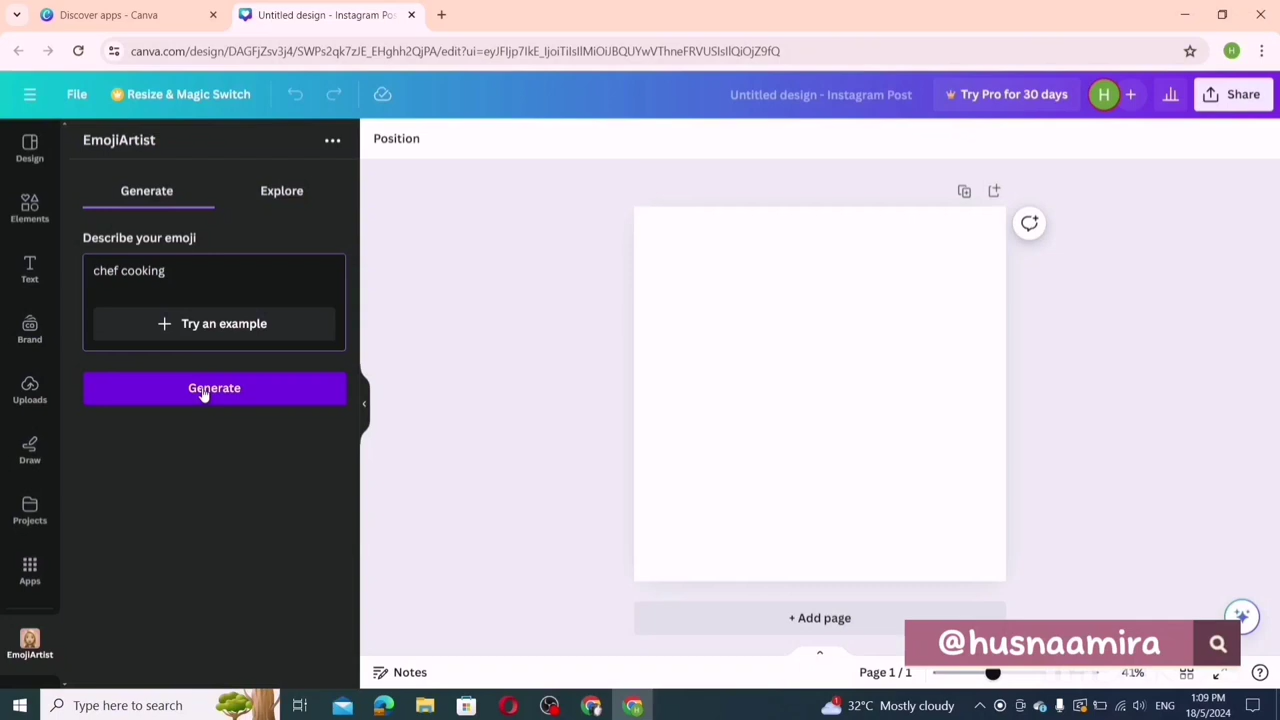 Discover apps - Canva
Untitled design - Instagram Pos
canva.com/design/DAGFjZsv3j4/SWPs2qk7zJE_EHghh2QjPA/edit?ui=eyJFIjp7IkE_IjoiTiIsIlMiOiJBQUYwVThneFRVUSIsIlQiOjZ9fQ
H
File
Resize & Magic Switch
Untitled design - Instagram Post
Try Pro for 30 days
H
Share
Design
Elements
Text
Brand
Uploads
Draw
Projects
Apps
EmojiArtist
EmojiArtist
Generate
Explore
Describe your emoji
chef cooking
Try an example
Generate
Position
+ Add page
@husnaamira
Notes
Page 1 / 1
41%
Type here to search
32°C Mostly cloudy
ENG
1:09 PM
18/5/2024